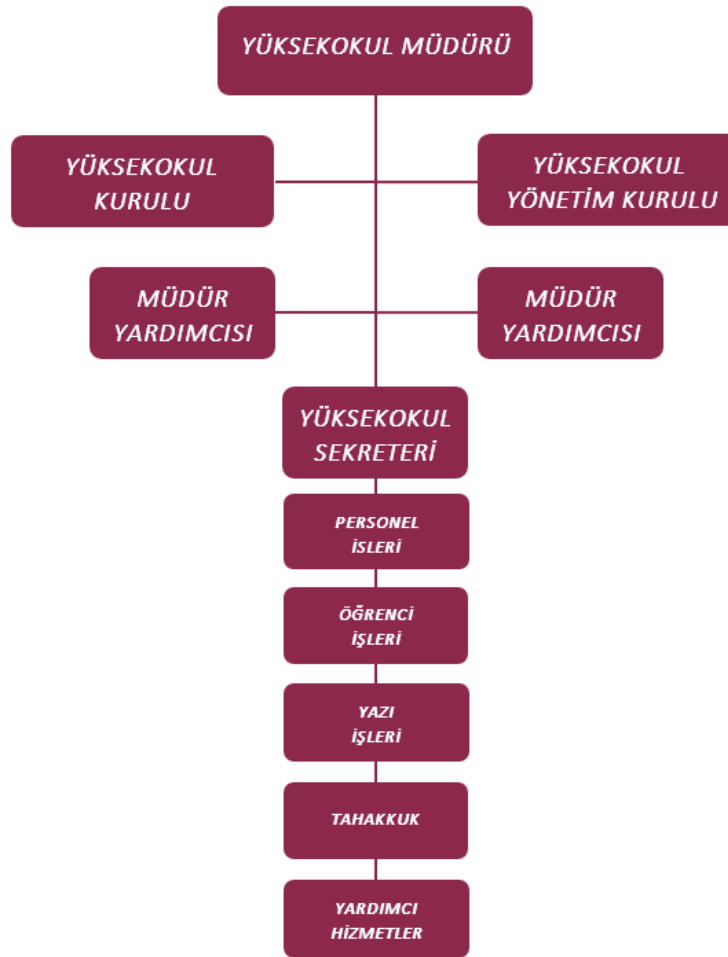 YÜKSEKOKUL MÜDÜRÜ
YÜKSEKOKUL
KURULU
YÜKSEKOKUL
YÖNETİM KURULU
MÜDÜR
YARDIMCISI
MÜDÜR
YARDIMCISI
YÜKSEKOKUL
SEKRETERİ
PERSONEL
İSLERİ
ÖĞRENCİ
İŞLERİ
YAZI
İŞLERİ
TAHAKKUK
YARDIMCI
HİZMETLER